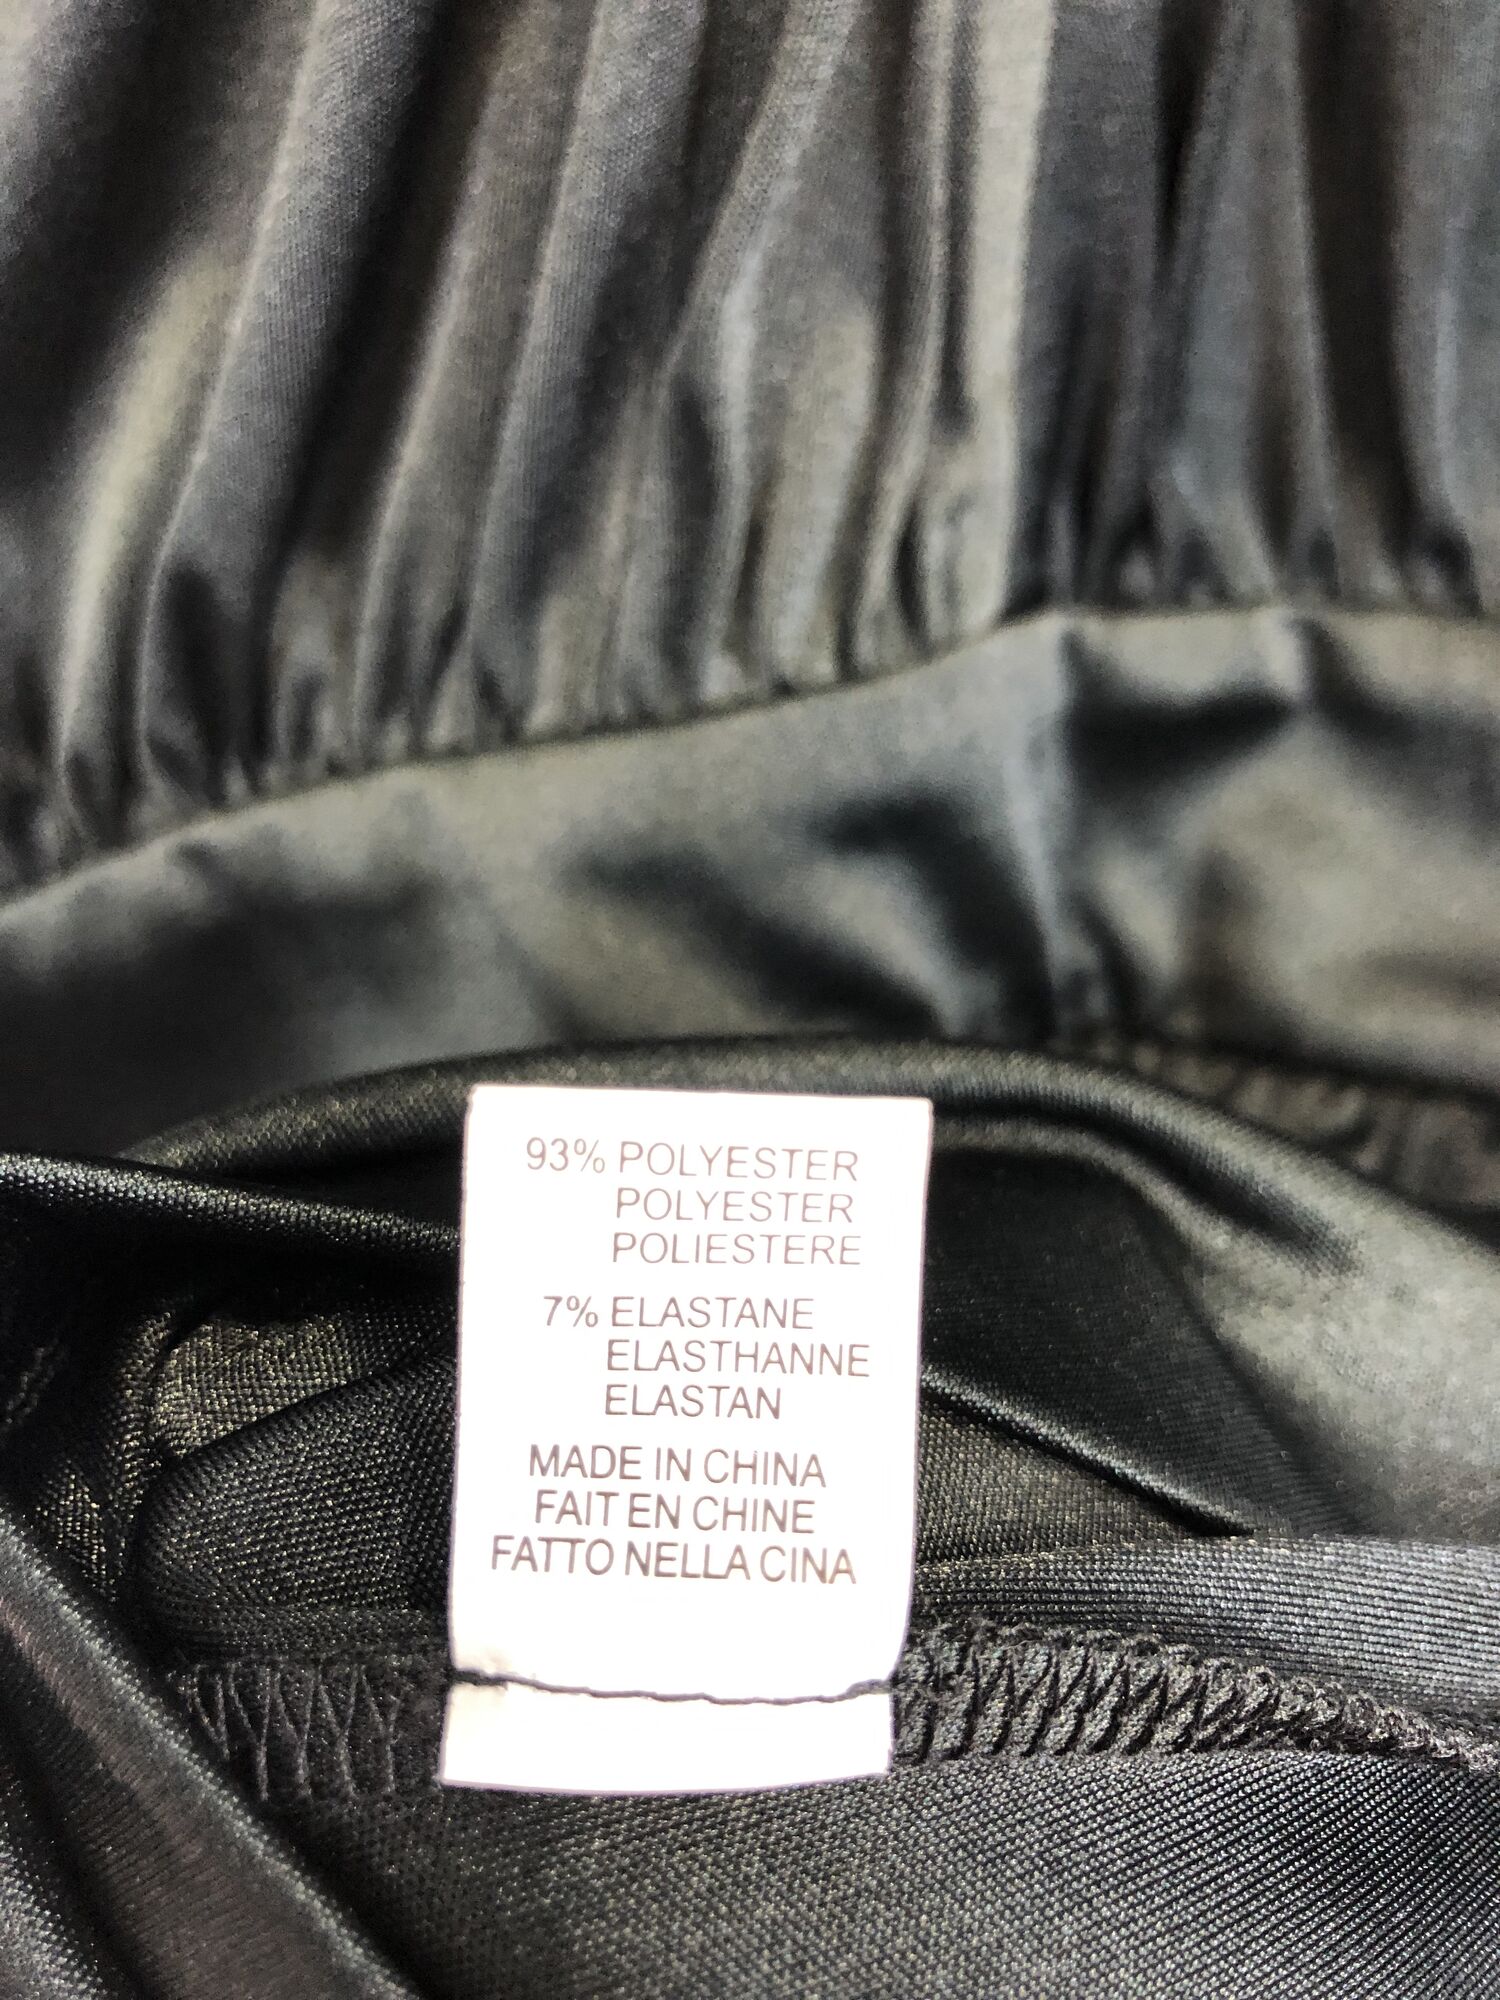 93% POLYESTER
POLYESTER
POLIESTERE
7% ELASTANE
ELASTHANNE
ELASTAN
MADE IN CHINA
FAIT EN CHINE
FATTO NELLA CINA